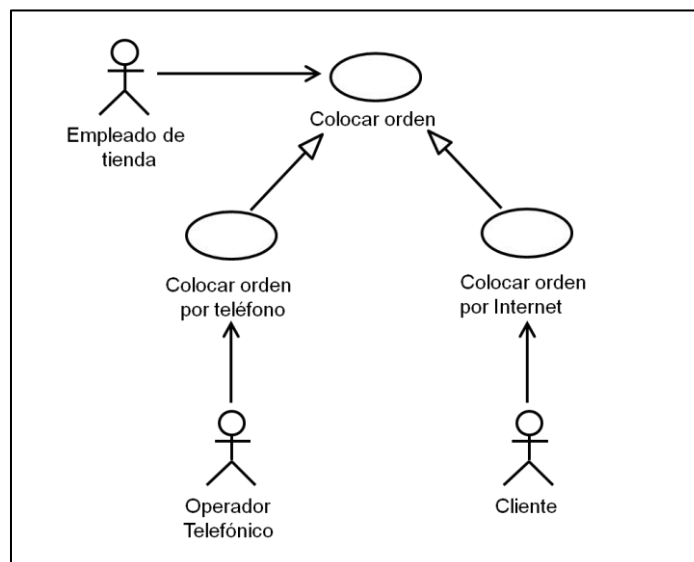 Empleado de
tienda
Colocar orden
Colocar orden
por teléfono
Colocar orden
por Internet
Operador
Telefónico
Cliente